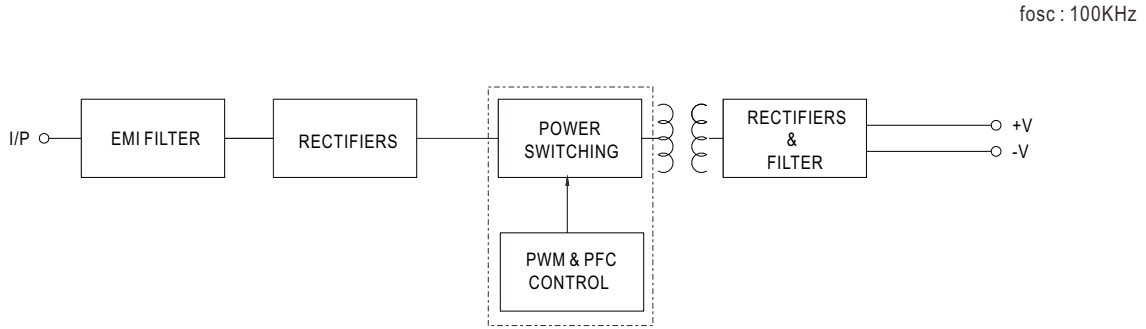 fosc : 100KHz
I/P
EMI FILTER
RECTIFIERS
POWER
SWITCHING
RECTIFIERS
&
FILTER
+V
-V
PWM & PFC
CONTROL